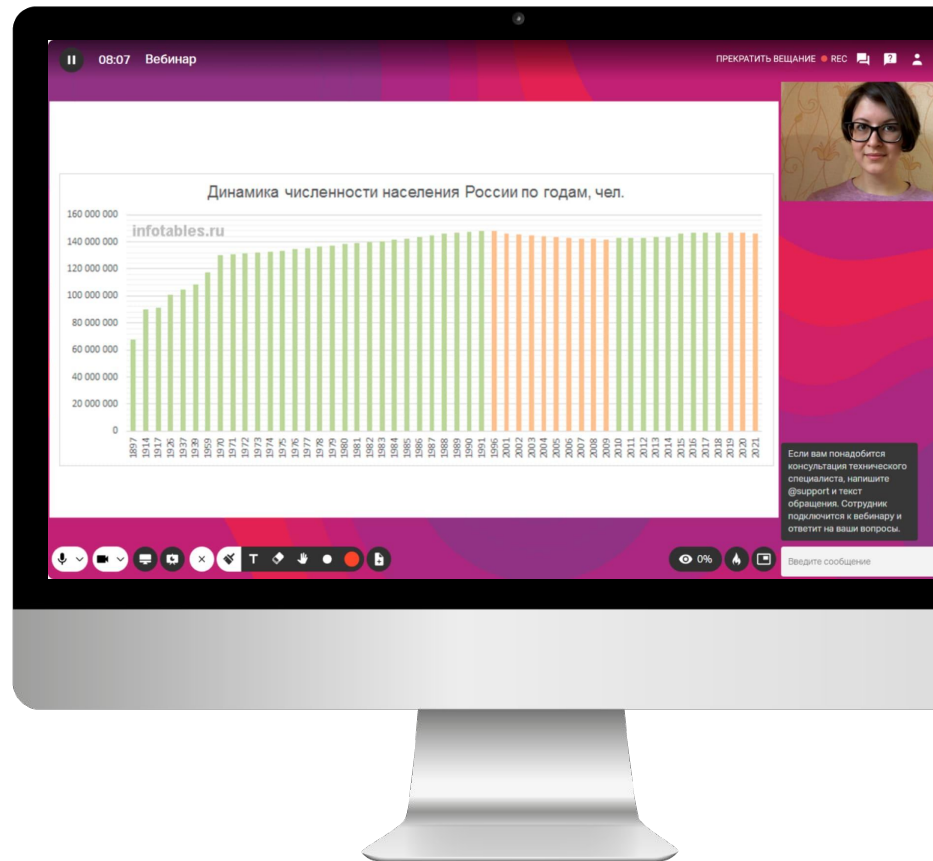 08:07 Вебинар
ПРЕКРАТИТЬ ВЕЩАНИЕ REC
Динамика численности населения России по годам, чел.
infotables.ru
160 000 000
140 000 000
120 000 000
100 000 000
80 000 000
60 000 000
40 000 000
20 000 000
0
1897 1914 1917 1926 1937 1939 1959 1970 1971 1972 1973 1974 1975 1976 1977 1978 1979 1980 1981 1982 1983 1984 1985 1986 1987 1988 1989 1990 1991 1996 2001 2002 2003 2004 2005 2006 2007 2008 2009 2010 2011 2012 2013 2014 2015 2016 2017 2018 2019 2020 2021
Если вам понадобится
консультация технического
специалиста, напишите
@support и текст
обращения. Сотрудник
подключится к вебинару и
ответит на ваши вопросы.
T
0%
Введите сообщение